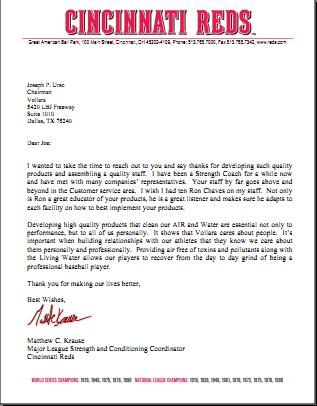 CINCINNATI REDS
Great American Ball Park, 100 Main Street, Cincinnati, OH 45202-4109, Phone: 513.765.7000, Fax 513.765.7342, www.reds.com
Joseph P. Urso
Chairman
Vollara
5420 LBJ Freeway
Suite 1010
Dallas, TX 75240
Dear Joe:
I wanted to take the time to reach out to you and say thanks for developing such quality
products and assembling a quality staff. I have been a Strength Coach for a while now
and have met with many companies' representatives. Your staff by far goes above and
beyond in the Customer service area. I wish I had ten Ron Chaves on my staff. Not only
is Ron a great educator of your products, he is a great listener and makes sure he adapts to
each facility on how to best implement your products.
Developing high quality products that clean our AIR and Water are essential not only to
performance, but to all of us personally. It shows that Vollara cares about people. It's
important when building relationships with our athletes that they know we care about
them personally and professionally. Providing air free of toxins and pollutants along with
the Living Water allows our players to recover from the day to day grind of being a
professional baseball player.
Thank you for making our lives better,
Best Wishes,
Matthew C. Krause
Major League Strength and Conditioning Coordinator
Cincinnati Reds
WORLD SERIES CHAMPIONS: 1919, 1940, 1975, 1976, 1990 NATIONAL LEAGUE CHAMPIONS: 1919, 1939, 1940, 1961, 1970, 1972, 1975, 1976, 1990